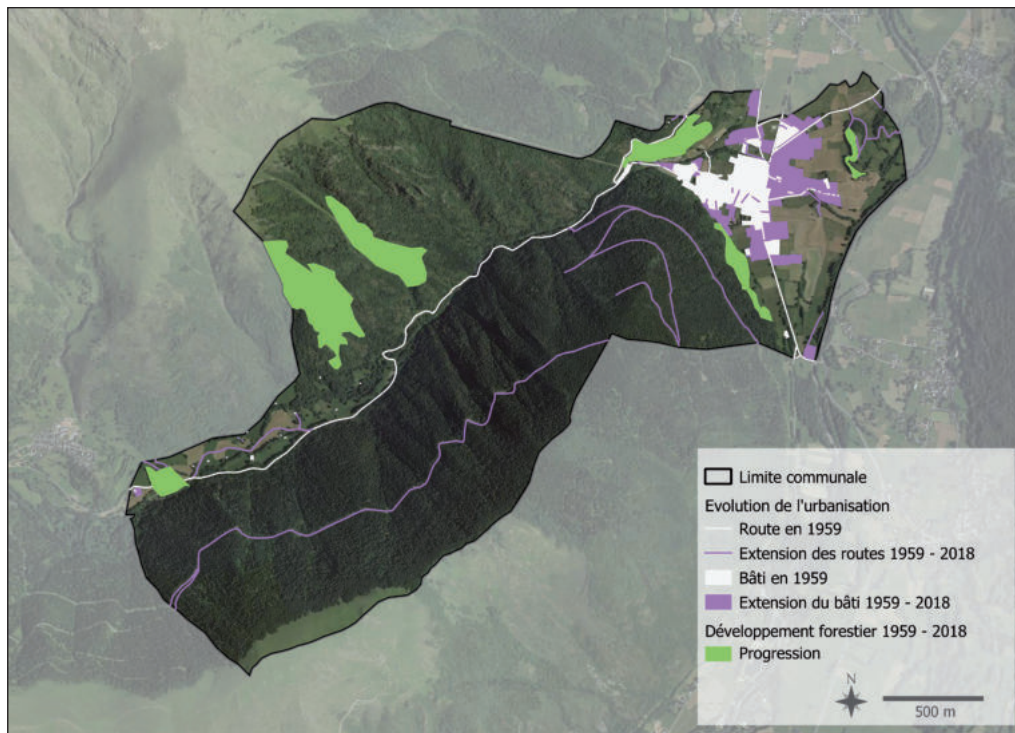 Limite communale
Evolution de l'urbanisation
Route en 1959
Extension des routes 1959 - 2018
Bâti en 1959
Extension du bâti 1959 - 2018
Développement forestier 1959 - 2018
Progression
N
500 m